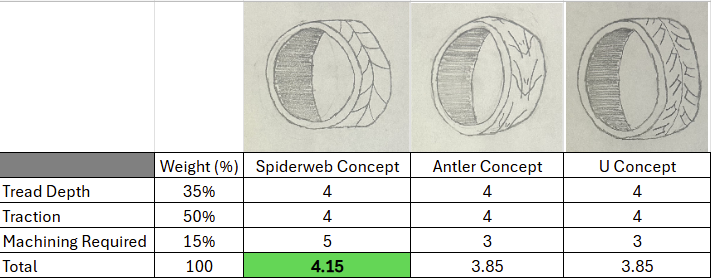 Weight (%) Spiderweb Concept Antler Concept U Concept
Tread Depth 35% 4 4 4
Traction 50% 4 4 4
Machining Required 15% 5 3 3
Total 100 4.15 3.85 3.85